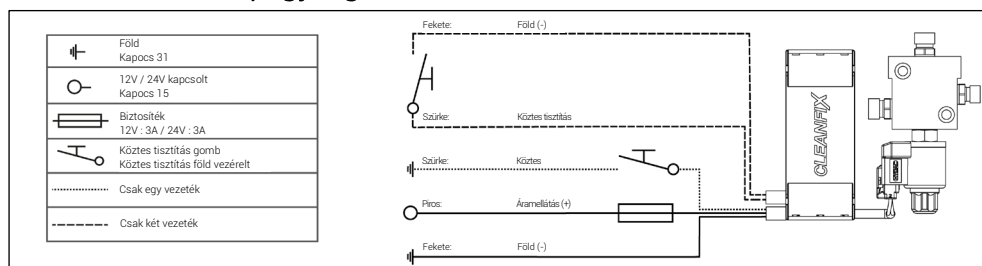 Föld
Kapocs 31
12V / 24V kapcsolt
Kapocs 15
Biztosíték
12V : 3A / 24V : 3A
Köztes tisztítás gomb
Köztes tisztítás föld vezérelt
Csak egy vezeték
Csak két vezeték
Fekete: Föld (-)
Szürke: Köztes tisztítás
Szürke: Köztes
Piros: Áramellátás (+)
Fekete: Föld (-)
CLEANFIX